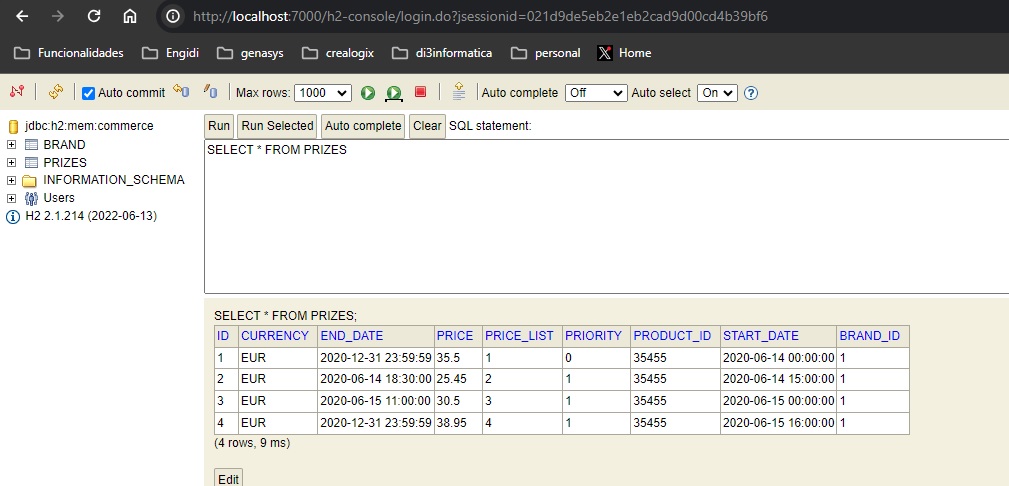 http://localhost:7000/h2-console/login.do?jsessionid=021d9de5eb2e1eb2cad9d00cd4b39bf6
Funcionalidades Engidi genasys crealogix di3informatica personal X Home
Auto commit Max rows: 1000 Auto complete Off Auto select On ?
jdbc:h2:mem:commerce
BRAND
PRIZES
INFORMATION_SCHEMA
Users
H2 2.1.214 (2022-06-13)
Run Run Selected Auto complete Clear SQL statement:
SELECT * FROM PRIZES
SELECT * FROM PRIZES;
ID CURRENCY END_DATE PRICE PRICE_LIST PRIORITY PRODUCT_ID START_DATE BRAND_ID
1 EUR 2020-12-31 23:59:59 35.5 1 0 35455 2020-06-14 00:00:00 1
2 EUR 2020-06-14 18:30:00 25.45 2 1 35455 2020-06-14 15:00:00 1
3 EUR 2020-06-15 11:00:00 30.5 3 1 35455 2020-06-15 00:00:00 1
4 EUR 2020-12-31 23:59:59 38.95 4 1 35455 2020-06-15 16:00:00 1
(4 rows, 9 ms)
Edit